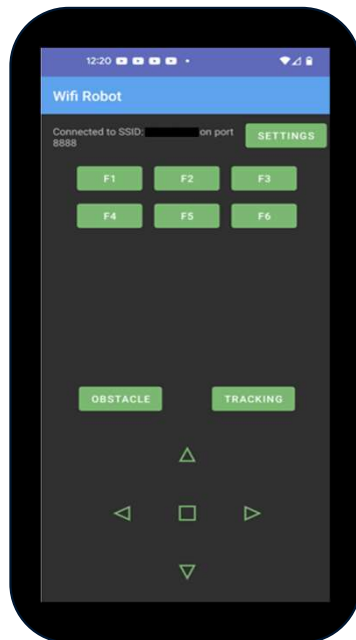 12:20
Wifi Robot
Connected to SSID: on port
8888
SETTINGS
F1 F2 F3
F4 F5 F6
OBSTACLE TRACKING